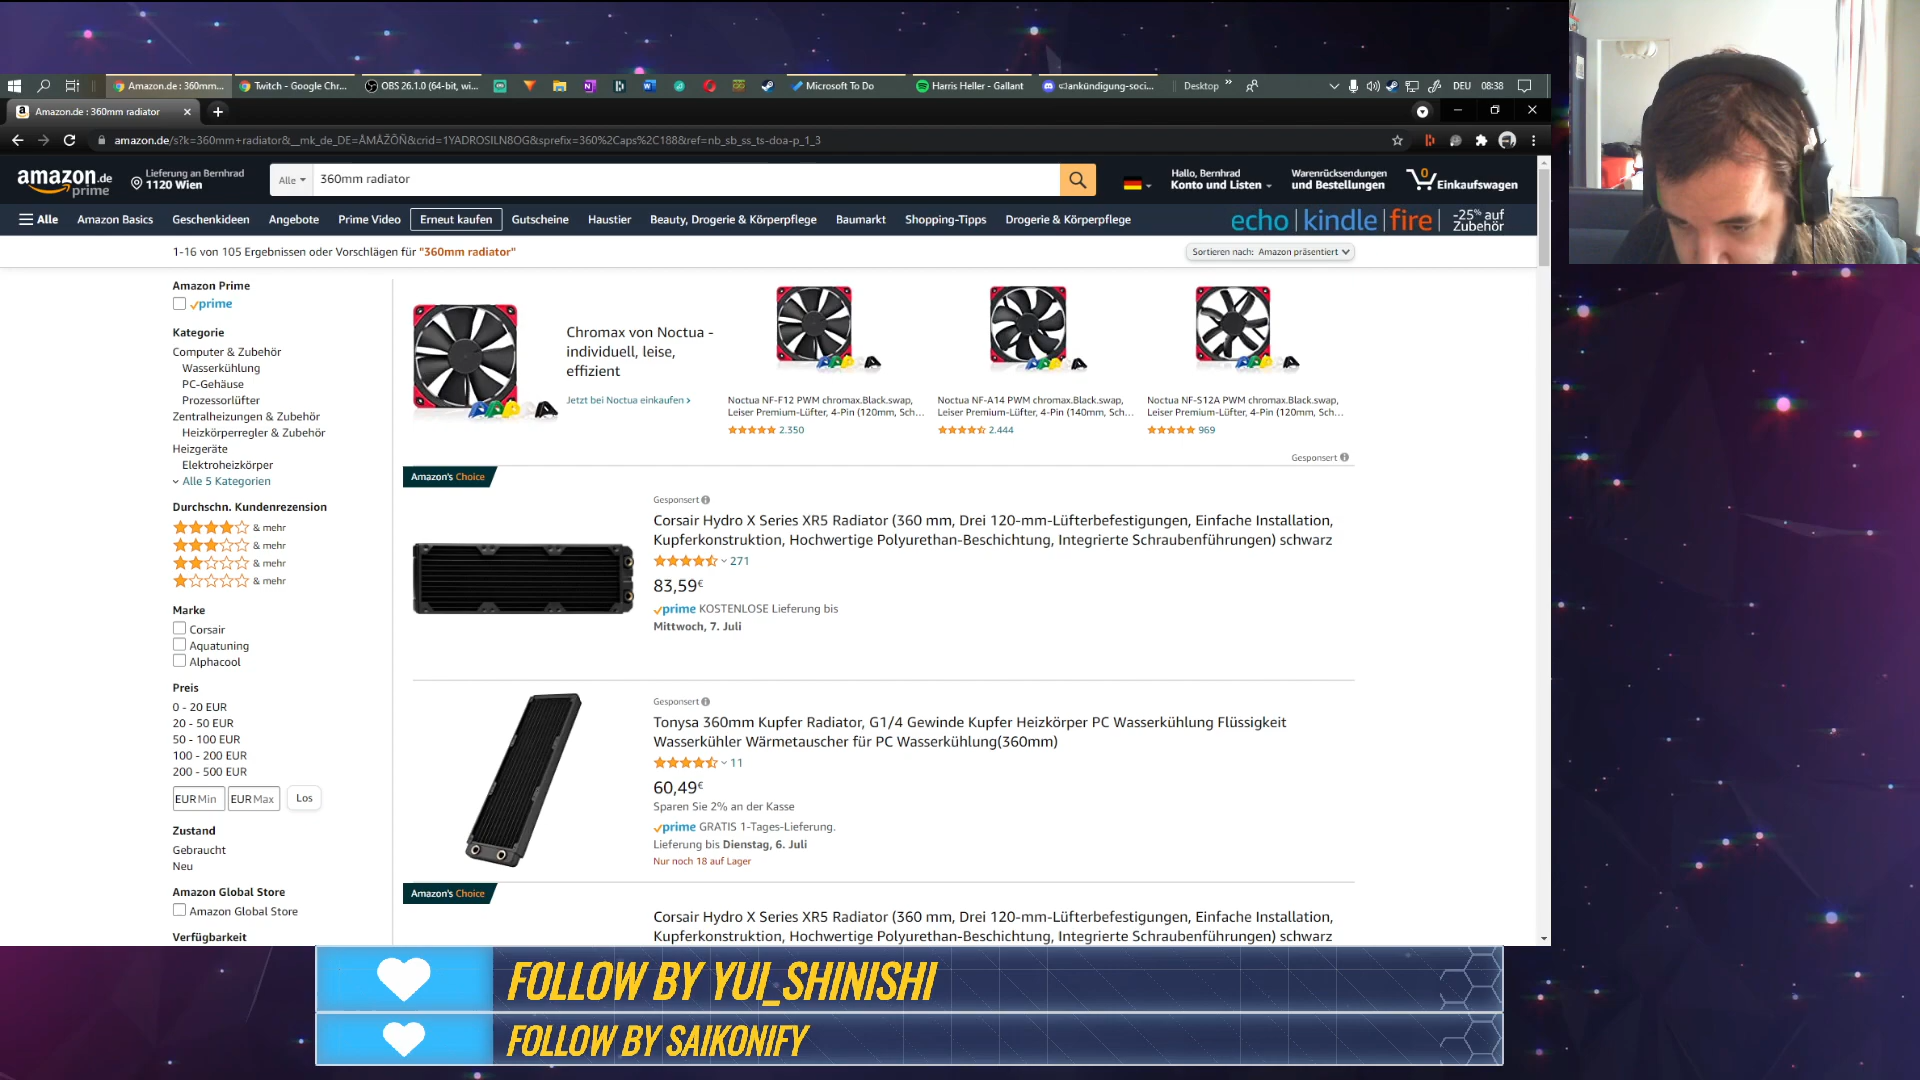 Amazon.de : 360mm...
Twitch - Google Chr...
OBS 26.1.0 (64-bit, wi...
Microsoft To Do
Harris Heller - Gallant
ankündigung-soci...
Desktop
DEU
08:38
Amazon.de : 360mm radiator
amazon.de/s?k=360mm+radiator&__mk_de_DE=ÅMÅŽÕÑ&crid=1YADROSILN8OG&sprefix=360%2Caps%2C188&ref=nb_sb_ss_ts-doa-p_1_3
amazon.de
prime
Lieferung an Bernhrad
1120 Wien
Alle
360mm radiator
Hallo, Bernhrad
Konto und Listen
Warenrücksendungen
und Bestellungen
0
Einkaufswagen
Alle
Amazon Basics
Geschenkideen
Angebote
Prime Video
Erneut kaufen
Gutscheine
Haustier
Beauty, Drogerie & Körperpflege
Baumarkt
Shopping-Tipps
Drogerie & Körperpflege
echo | kindle | fire | -25% auf
Zubehör
1-16 von 105 Ergebnissen oder Vorschlägen für "360mm radiator"
Sortieren nach: Amazon präsentiert
Amazon Prime
prime
Kategorie
Computer & Zubehör
Wasserkühlung
PC-Gehäuse
Prozessorlüfter
Zentralheizungen & Zubehör
Heizkörperregler & Zubehör
Heizgeräte
Elektroheizkörper
Alle 5 Kategorien
Durchschn. Kundenrezension
& mehr
& mehr
& mehr
& mehr
Marke
Corsair
Aquatuning
Alphacool
Preis
0 - 20 EUR
20 - 50 EUR
50 - 100 EUR
100 - 200 EUR
200 - 500 EUR
EUR Min
EUR Max
Los
Zustand
Gebraucht
Neu
Amazon Global Store
Amazon Global Store
Verfügbarkeit
Chromax von Noctua -
individuell, leise,
effizient
Jetzt bei Noctua einkaufen ›
Noctua NF-F12 PWM chromax.Black.swap,
Leiser Premium-Lüfter, 4-Pin (120mm, Sch...
2.350
Noctua NF-A14 PWM chromax.Black.swap,
Leiser Premium-Lüfter, 4-Pin (140mm, Sch...
2.444
Noctua NF-S12A PWM chromax.Black.swap,
Leiser Premium-Lüfter, 4-Pin (120mm, Sch...
969
Gesponsert
Amazon's Choice
Gesponsert
Corsair Hydro X Series XR5 Radiator (360 mm, Drei 120-mm-Lüfterbefestigungen, Einfache Installation,
Kupferkonstruktion, Hochwertige Polyurethan-Beschichtung, Integrierte Schraubenführungen) schwarz
271
83,59€
prime KOSTENLOSE Lieferung bis
Mittwoch, 7. Juli
Gesponsert
Tonysa 360mm Kupfer Radiator, G1/4 Gewinde Kupfer Heizkörper PC Wasserkühlung Flüssigkeit
Wasserkühler Wärmetauscher für PC Wasserkühlung(360mm)
11
60,49€
Sparen Sie 2% an der Kasse
prime GRATIS 1-Tages-Lieferung.
Lieferung bis Dienstag, 6. Juli
Nur noch 18 auf Lager
Amazon's Choice
Corsair Hydro X Series XR5 Radiator (360 mm, Drei 120-mm-Lüfterbefestigungen, Einfache Installation,
Kupferkonstruktion, Hochwertige Polyurethan-Beschichtung, Integrierte Schraubenführungen) schwarz
FOLLOW BY YUI_SHINISHI
FOLLOW BY SAIKONIFY